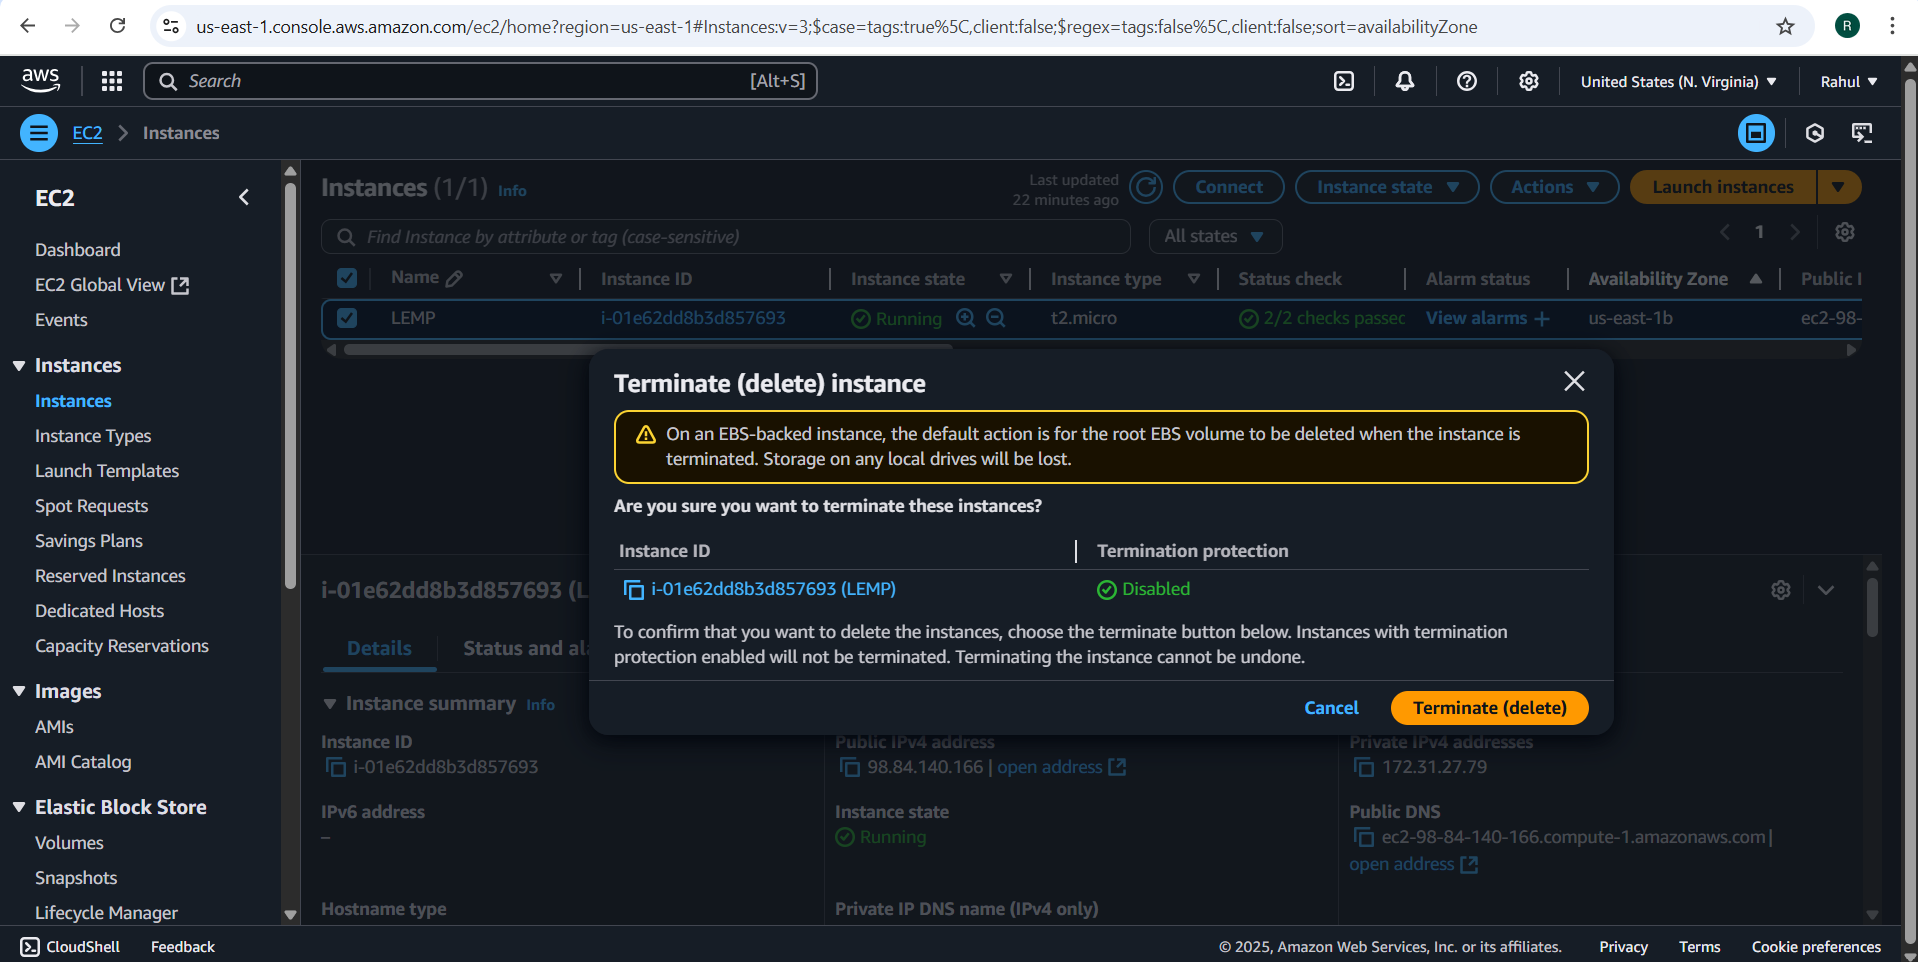 us-east-1.console.aws.amazon.com/ec2/home?region=us-east-1#Instances:v=3;$case=tags:true%5C,client:false;$regex=tags:false%5C,client:false;sort=availabilityZone
R
aws
Search
[Alt+S]
United States (N. Virginia)
Rahul
EC2
Instances
EC2
Dashboard
EC2 Global View
Events
Instances
Instances
Instance Types
Launch Templates
Spot Requests
Savings Plans
Reserved Instances
Dedicated Hosts
Capacity Reservations
Images
AMIs
AMI Catalog
Elastic Block Store
Volumes
Snapshots
Lifecycle Manager
Instances (1/1) Info
Last updated
22 minutes ago
Connect
Instance state
Actions
Launch instances
Find Instance by attribute or tag (case-sensitive)
All states
1
Name
Instance ID
Instance state
Instance type
Status check
Alarm status
Availability Zone
Public I
LEMP
i-01e62dd8b3d857693
Running
t2.micro
2/2 checks passec
View alarms +
us-east-1b
ec2-98-
Terminate (delete) instance
On an EBS-backed instance, the default action is for the root EBS volume to be deleted when the instance is
terminated. Storage on any local drives will be lost.
Are you sure you want to terminate these instances?
Instance ID
Termination protection
i-01e62dd8b3d857693 (LEMP)
Disabled
To confirm that you want to delete the instances, choose the terminate button below. Instances with termination
protection enabled will not be terminated. Terminating the instance cannot be undone.
Cancel
Terminate (delete)
i-01e62dd8b3d857693 (L
Details
Status and ala
Instance summary Info
Instance ID
i-01e62dd8b3d857693
Public IPv4 address
98.84.140.166 | open address
Private IPv4 addresses
172.31.27.79
IPv6 address
–
Instance state
Running
Public DNS
ec2-98-84-140-166.compute-1.amazonaws.com |
open address
Hostname type
Private IP DNS name (IPv4 only)
CloudShell
Feedback
© 2025, Amazon Web Services, Inc. or its affiliates.
Privacy
Terms
Cookie preferences